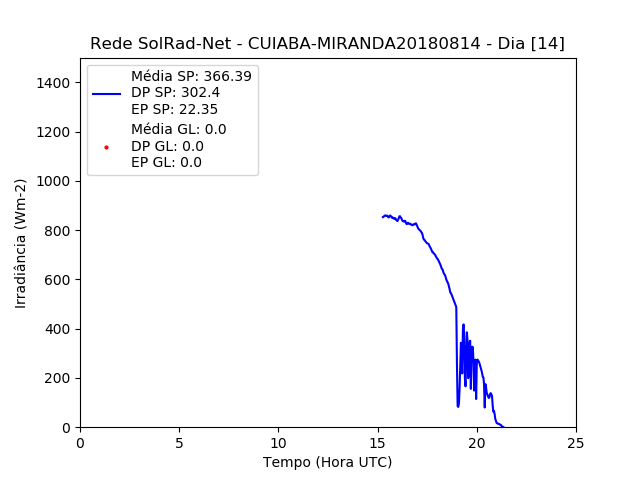 Rede SolRad-Net - CUIABA-MIRANDA20180814 - Dia [14]
Média SP: 366.39
DP SP: 302.4
EP SP: 22.35
Média GL: 0.0
DP GL: 0.0
EP GL: 0.0
Irradiância (Wm-2)
1400
1200
1000
800
600
400
200
0
0 5 10 15 20 25
Tempo (Hora UTC)